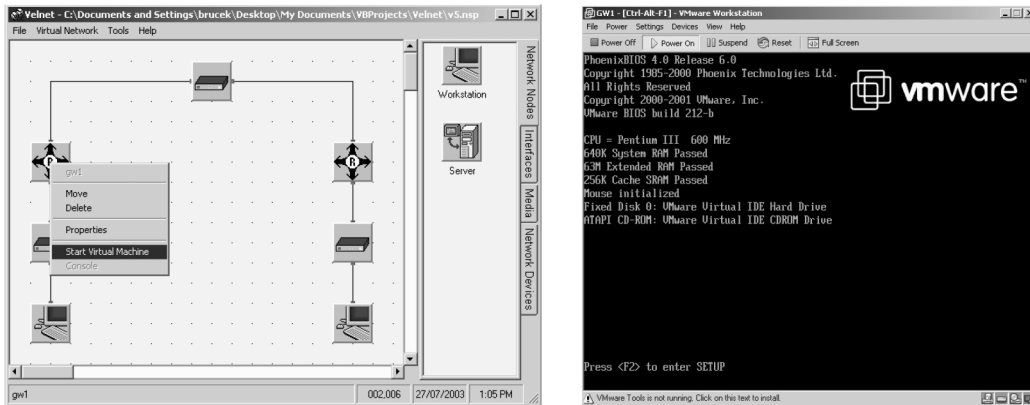 Velnet - C:\Documents and Settings\brucek\Desktop\My Documents\VBProjects\Velnet\v5.nsp
File Virtual Network Tools Help
Workstation
Server
Network Nodes
Interfaces
Media
Network Devices
gw1
Move
Delete
Properties
Start Virtual Machine
Console
gw1
002,006
27/07/2003
1:05 PM
GW1 - [Ctrl-Alt-F1] - VMware Workstation
File Power Settings Devices View Help
Power Off Power On Suspend Reset Full Screen
PhoenixBIOS 4.0 Release 6.0
Copyright 1985-2000 Phoenix Technologies Ltd.
All Rights Reserved
Copyright 2000-2001 VMware, Inc.
VMware BIOS build 212-b
vmware™
CPU = Pentium III 600 MHz
640K System RAM Passed
63M Extended RAM Passed
256K Cache SRAM Passed
Mouse initialized
Fixed Disk 0: VMware Virtual IDE Hard Drive
ATAPI CD-ROM: VMware Virtual IDE CDROM Drive
Press <F2> to enter SETUP
VMware Tools is not running. Click on this text to install.